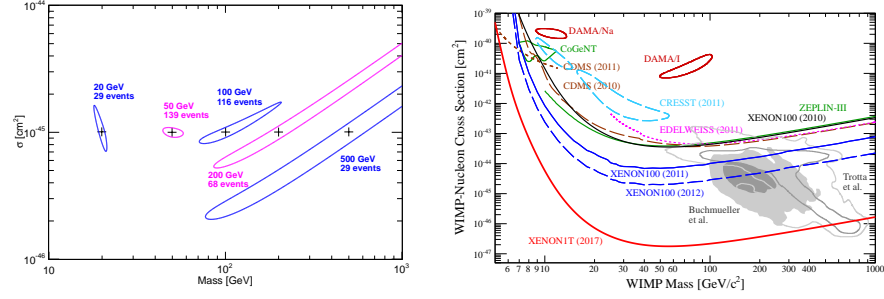 10^-44
σ [cm²]
10^-45
10^-46
20 GeV
29 events
50 GeV
139 events
100 GeV
116 events
200 GeV
68 events
500 GeV
29 events
10
10²
10³
Mass [GeV]
WIMP-Nucleon Cross Section [cm²]
10^-39
10^-40
10^-41
10^-42
10^-43
10^-44
10^-45
10^-46
10^-47
DAMA/Na
CoGeNT
DAMA/I
CDMS (2011)
CDMS (2010)
CRESST (2011)
ZEPLIN-III
XENON100 (2010)
EDELWEISS (2011)
XENON100 (2011)
XENON100 (2012)
Trotta
et al.
Buchmueller
et al.
XENON1T (2017)
6 7 8 9 10 20 30 40 50 100 200 300 400 1000
WIMP Mass [GeV/c²]